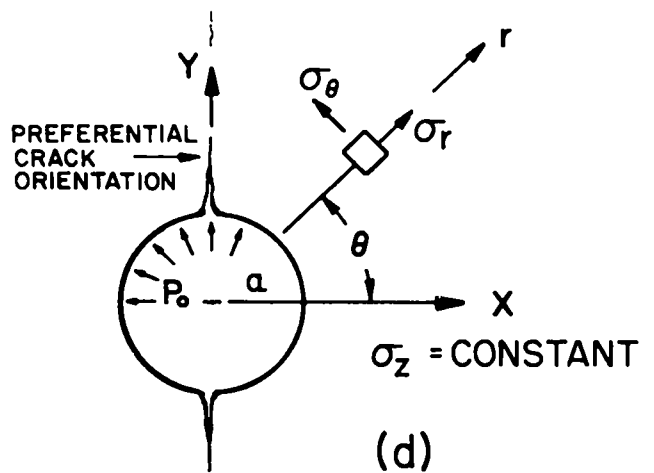 Y
r
σθ
σr
PREFERENTIAL
CRACK
ORIENTATION
θ
Po
a
X
σz = CONSTANT
(d)